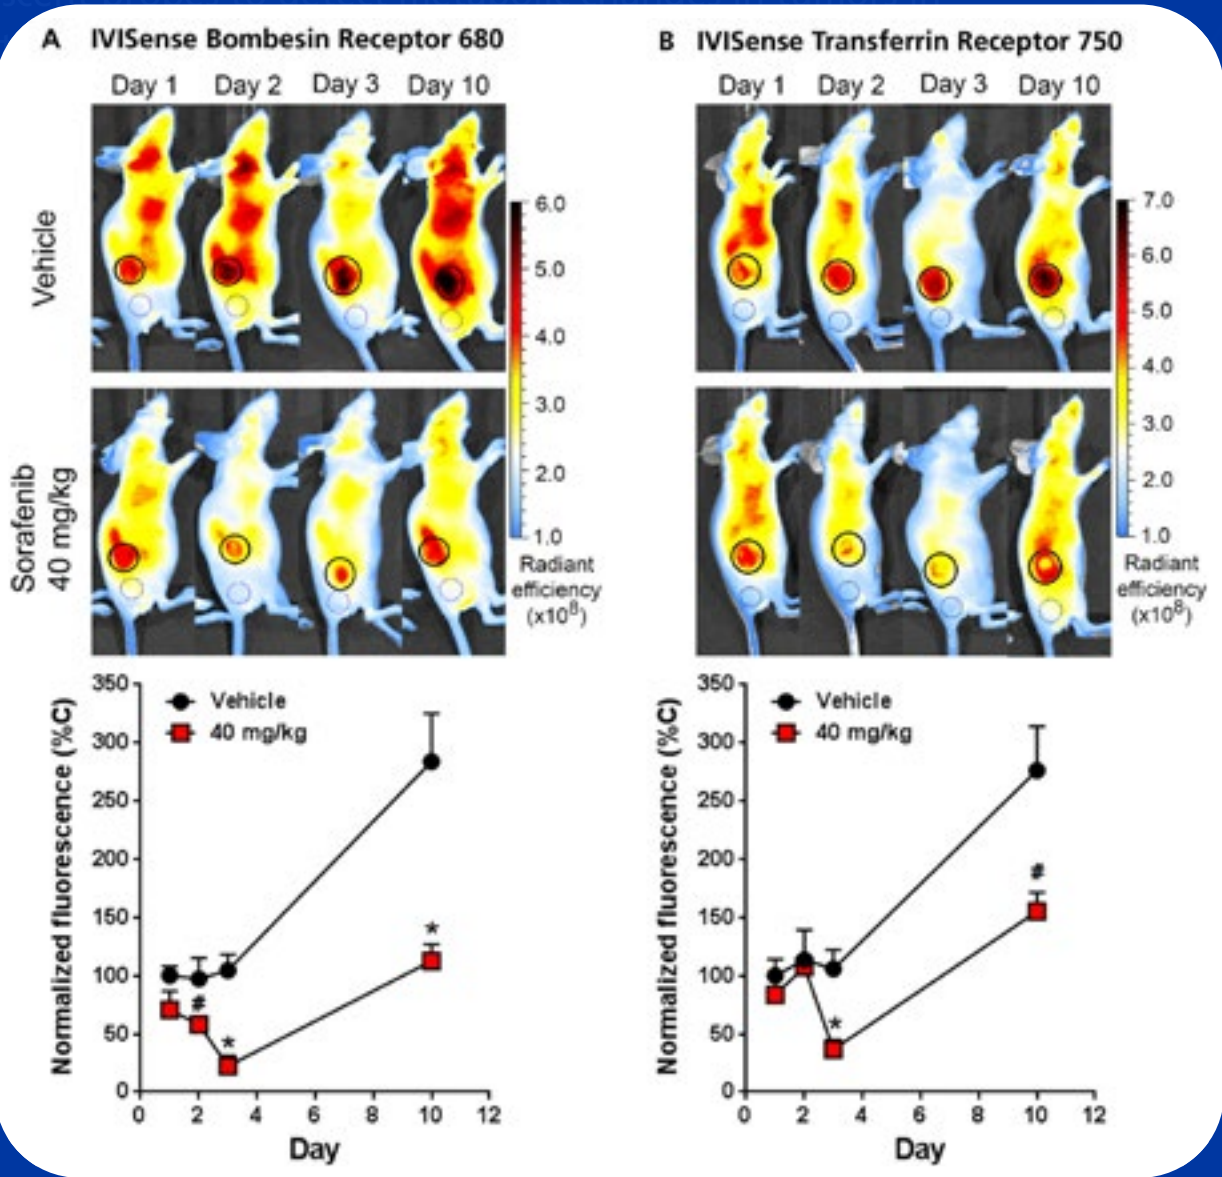 A IVISense Bombesin Receptor 680
Day 1 Day 2 Day 3 Day 10
Vehicle
Sorafenib
40 mg/kg
6.0
5.0
4.0
3.0
2.0
1.0
Radiant
efficiency
(x10⁸)
350
300
250
200
150
100
50
0
Normalized fluorescence (%C)
Vehicle
40 mg/kg
#
*
*
0 2 4 6 8 10 12
Day
B IVISense Transferrin Receptor 750
Day 1 Day 2 Day 3 Day 10
7.0
6.0
5.0
4.0
3.0
2.0
1.0
Radiant
efficiency
(x10⁸)
350
300
250
200
150
100
50
0
Normalized fluorescence (%C)
Vehicle
40 mg/kg
#
*
0 2 4 6 8 10 12
Day